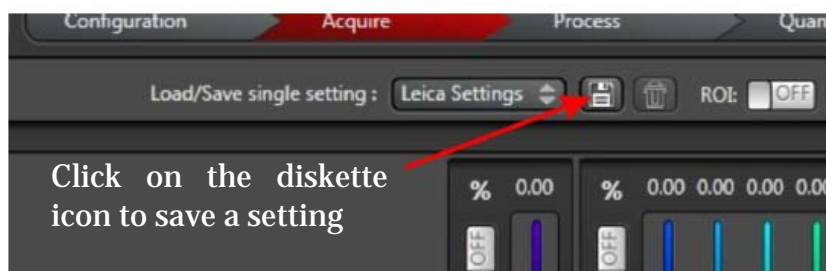 Configuration Acquire Process Quan
Load/Save single setting : Leica Settings ROI: OFF
Click on the diskette
icon to save a setting
% 0.00 % 0.00 0.00 0.00 0.00
OFF OFF